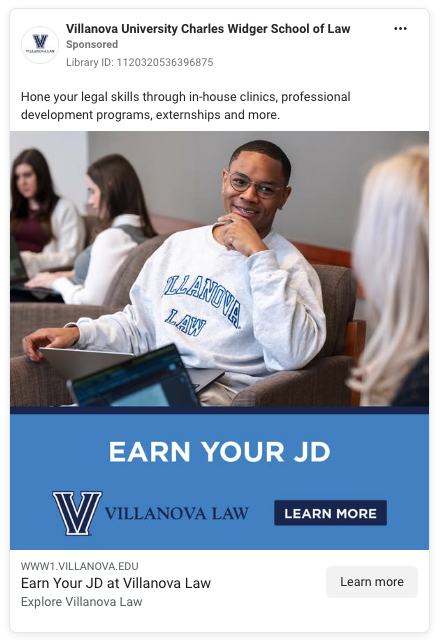 Villanova University Charles Widger School of Law
Sponsored
Library ID: 1120320536396875
Hone your legal skills through in-house clinics, professional
development programs, externships and more.
VILLANOVA
LAW
EARN YOUR JD
VILLANOVA LAW
LEARN MORE
WWW1.VILLANOVA.EDU
Earn Your JD at Villanova Law
Explore Villanova Law
Learn more